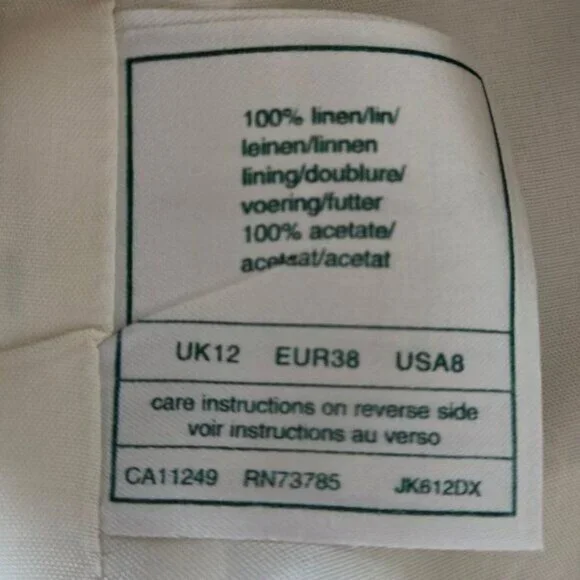 100% linen/lin/
leinen/linnen
lining/doublure/
voering/futter
100% acetate/
acetaat/acetat
UK12 EUR38 USA8
care instructions on reverse side
voir instructions au verso
CA11249 RN73785 JK612DX